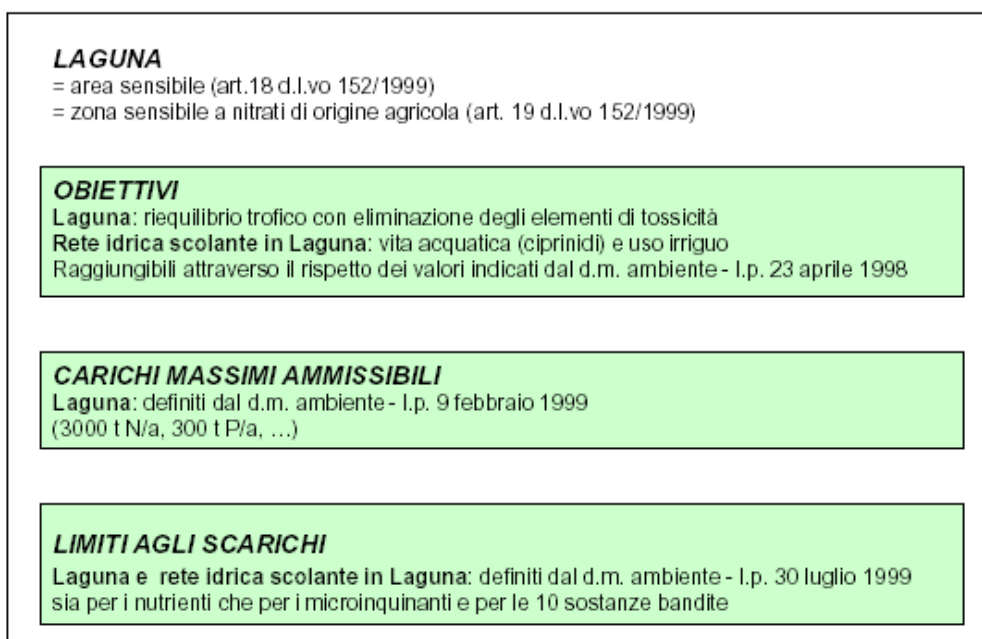 LAGUNA
= area sensibile (art.18 d.l.vo 152/1999)
= zona sensibile a nitrati di origine agricola (art. 19 d.l.vo 152/1999)
OBIETTIVI
Laguna: riequilibrio trofico con eliminazione degli elementi di tossicità
Rete idrica scolante in Laguna: vita acquatica (ciprinidi) e uso irriguo
Raggiungibili attraverso il rispetto dei valori indicati dal d.m. ambiente - l.p. 23 aprile 1998
CARICHI MASSIMI AMMISSIBILI
Laguna: definiti dal d.m. ambiente - l.p. 9 febbraio 1999
(3000 t N/a, 300 t P/a, ...)
LIMITI AGLI SCARICHI
Laguna e rete idrica scolante in Laguna: definiti dal d.m. ambiente - l.p. 30 luglio 1999
sia per i nutrienti che per i microinquinanti e per le 10 sostanze bandite